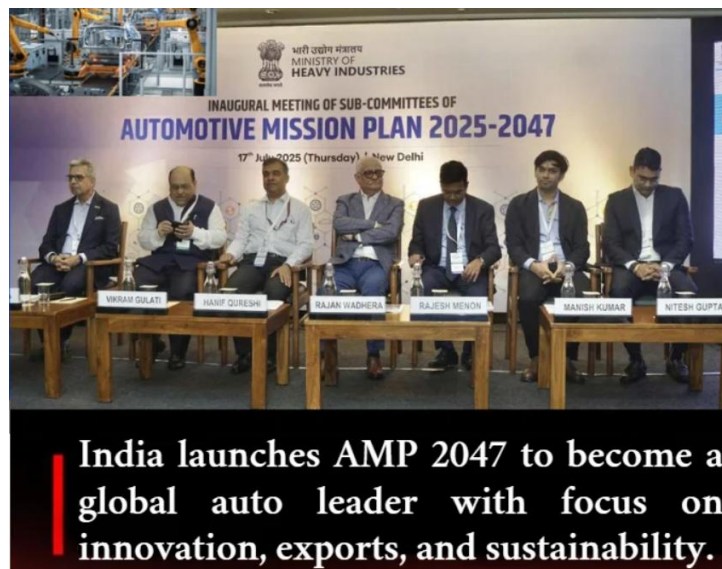 भारी उद्योग मंत्रालय
MINISTRY OF
HEAVY INDUSTRIES
INAUGURAL MEETING OF SUB-COMMITTEES OF
AUTOMOTIVE MISSION PLAN 2025-2047
17th July 2025 (Thursday) | New Delhi
VIKRAM GULATI
HANIF QURESHI
RAJAN WADHERA
RAJESH MENON
MANISH KUMAR
NITESH GUPTA
India launches AMP 2047 to become a
global auto leader with focus on
innovation, exports, and sustainability.